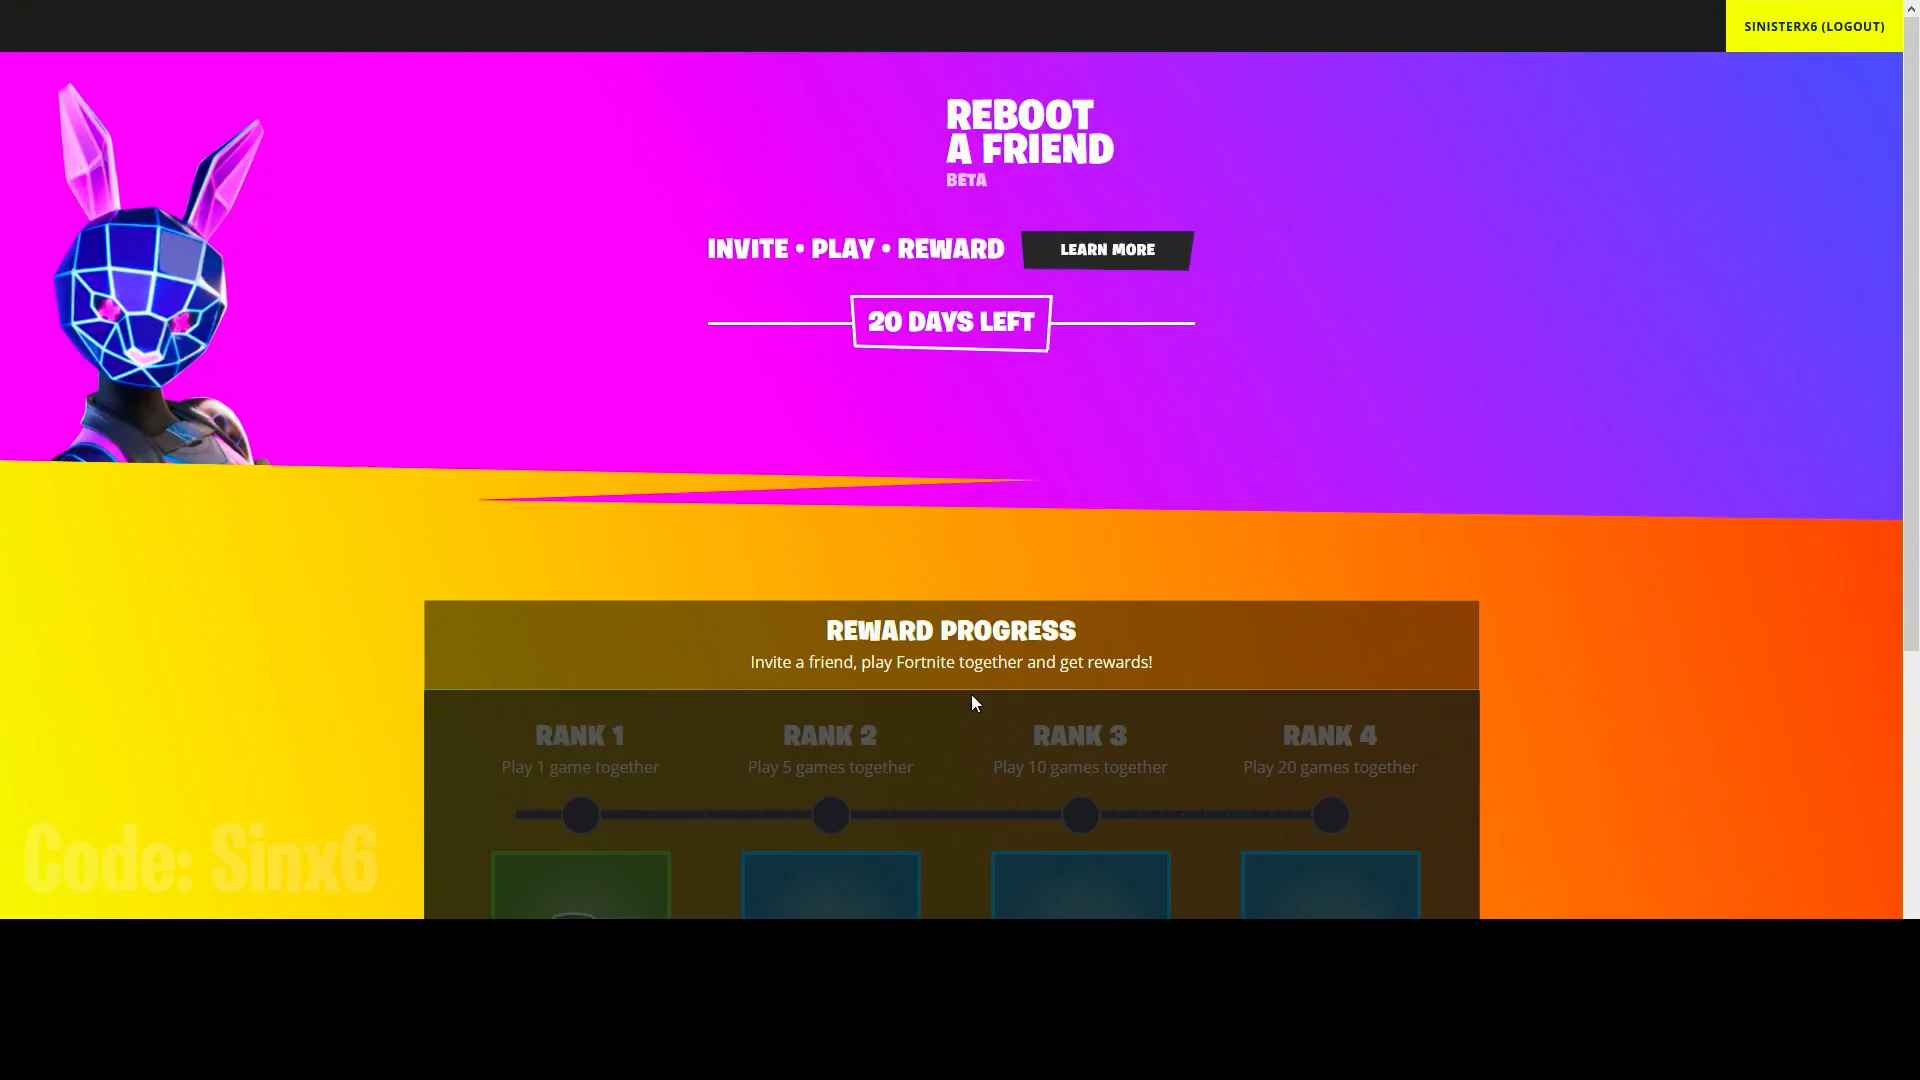 SINISTERX6 (LOGOUT)
REBOOT
A FRIEND
BETA
INVITE • PLAY • REWARD
LEARN MORE
20 DAYS LEFT
REWARD PROGRESS
Invite a friend, play Fortnite together and get rewards!
RANK 1
Play 1 game together
RANK 2
Play 5 games together
RANK 3
Play 10 games together
RANK 4
Play 20 games together
Code: Sinx6